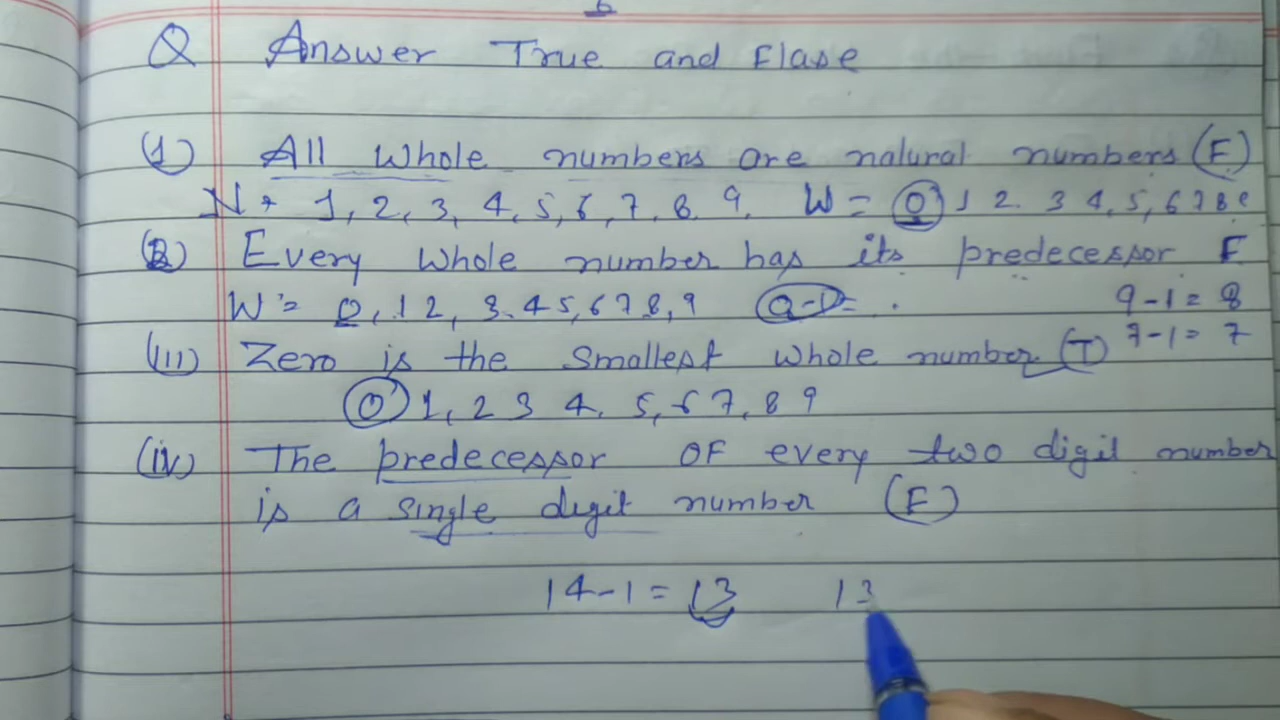 6
Q Answer True and Flase
(1) All Whole numbers are natural numbers (F)
N = 1, 2, 3, 4, 5, 6, 7, 8, 9. W = 0 1 2. 3 4, 5, 6 7 8 9
(2) Every Whole number has its predecessor F
W = 0, 1 2, 3. 4 5, 6 7 8, 9 0-1= . 9-1= 8
7-1= 7
(III) Zero is the Smallest Whole number (T)
0 1, 2 3 4, 5, 6 7, 8 9
(iv) The predecessor OF every two digit number
is a single digit number (F)
14-1 = 13 13